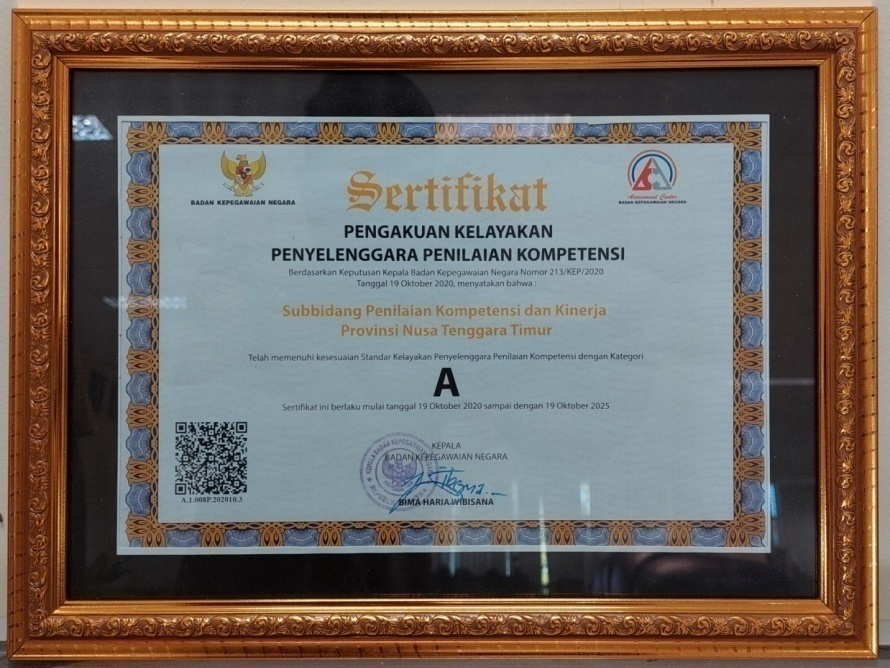 BADAN KEPEGAWAIAN NEGARA
Sertifikat
Assessment Center
BADAN KEPEGAWAIAN NEGARA
PENGAKUAN KELAYAKAN
PENYELENGGARA PENILAIAN KOMPETENSI
Berdasarkan Keputusan Kepala Badan Kepegawaian Negara Nomor 213/KEP/2020
Tanggal 19 Oktober 2020, menyatakan bahwa :
Subbidang Penilaian Kompetensi dan Kinerja
Provinsi Nusa Tenggara Timur
Telah memenuhi kesesuaian Standar Kelayakan Penyelenggara Penilaian Kompetensi dengan Kategori
A
Sertifikat ini berlaku mulai tanggal 19 Oktober 2020 sampai dengan 19 Oktober 2025
KEPALA
BADAN KEPEGAWAIAN NEGARA
BIMA HARIA WIBISANA
A.1.008P.202010.3